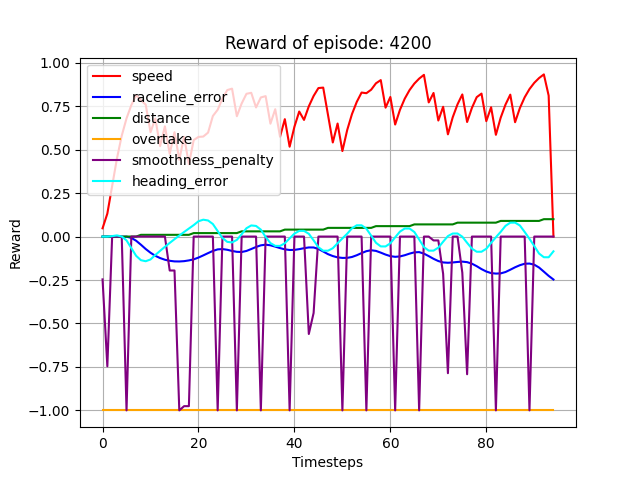 Reward of episode: 4200
1.00
0.75
0.50
0.25
0.00
−0.25
−0.50
−0.75
−1.00
Reward
speed
raceline_error
distance
overtake
smoothness_penalty
heading_error
0 20 40 60 80
Timesteps